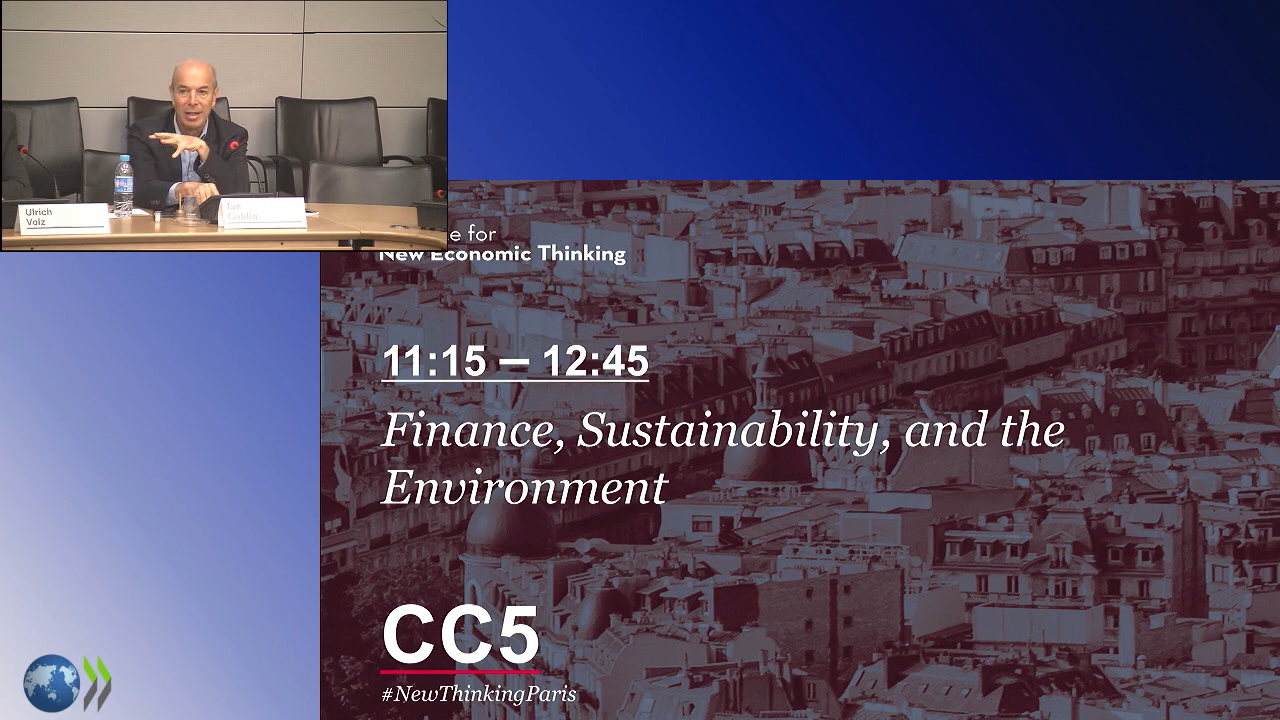 Ulrich
Volz
Ian
Goldin
e for
New Economic Thinking
11:15 – 12:45
Finance, Sustainability, and the
Environment
CC5
#NewThinkingParis